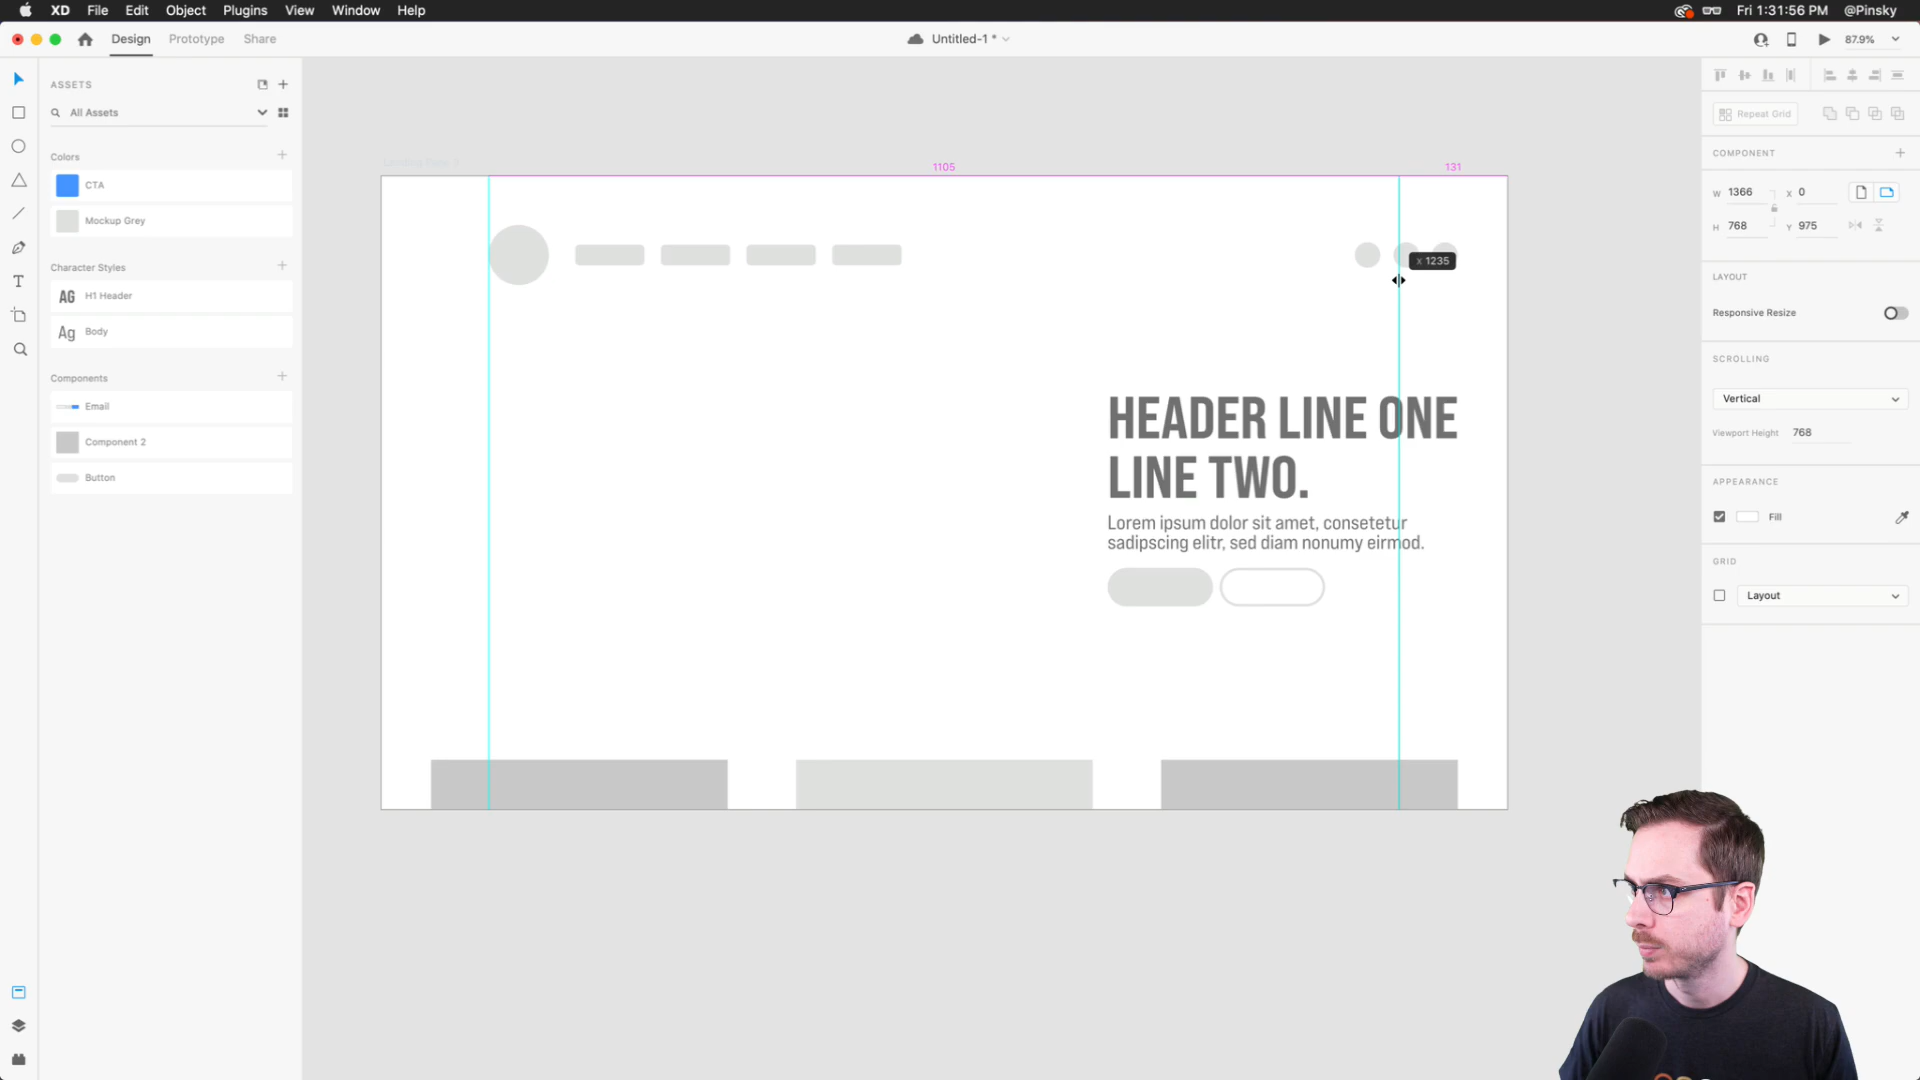 XD File Edit Object Plugins View Window Help
Fri 1:31:56 PM @Pinsky
Design Prototype Share
Untitled-1 *
87.9%
ASSETS
All Assets
Colors
CTA
Mockup Grey
Character Styles
AG H1 Header
Ag Body
Components
Email
Component 2
Button
1105
131
x 1235
HEADER LINE ONE
LINE TWO.
Lorem ipsum dolor sit amet, consetetur
sadipscing elitr, sed diam nonumy eirmod.
Repeat Grid
COMPONENT
W 1366 X 0
H 768 Y 975
LAYOUT
Responsive Resize
SCROLLING
Vertical
Viewport Height 768
APPEARANCE
Fill
GRID
Layout